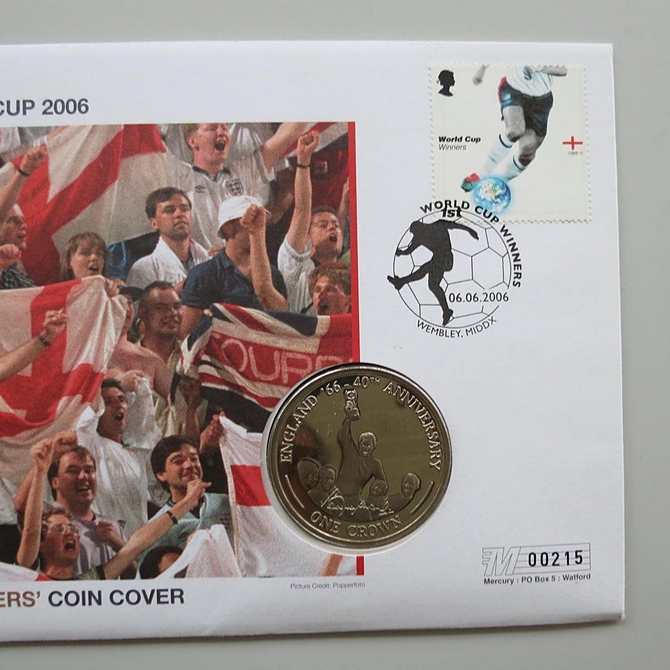 CUP 2006
World Cup
Winners
1966
1st
WORLD CUP WINNERS
06.06.2006
WEMBLEY, MIDDX
ENGLAND '66 - 40TH ANNIVERSARY
ONE CROWN
M 00215
Mercury : PO Box 5 : Watford
Picture Credit: Popperfoto
ERS' COIN COVER